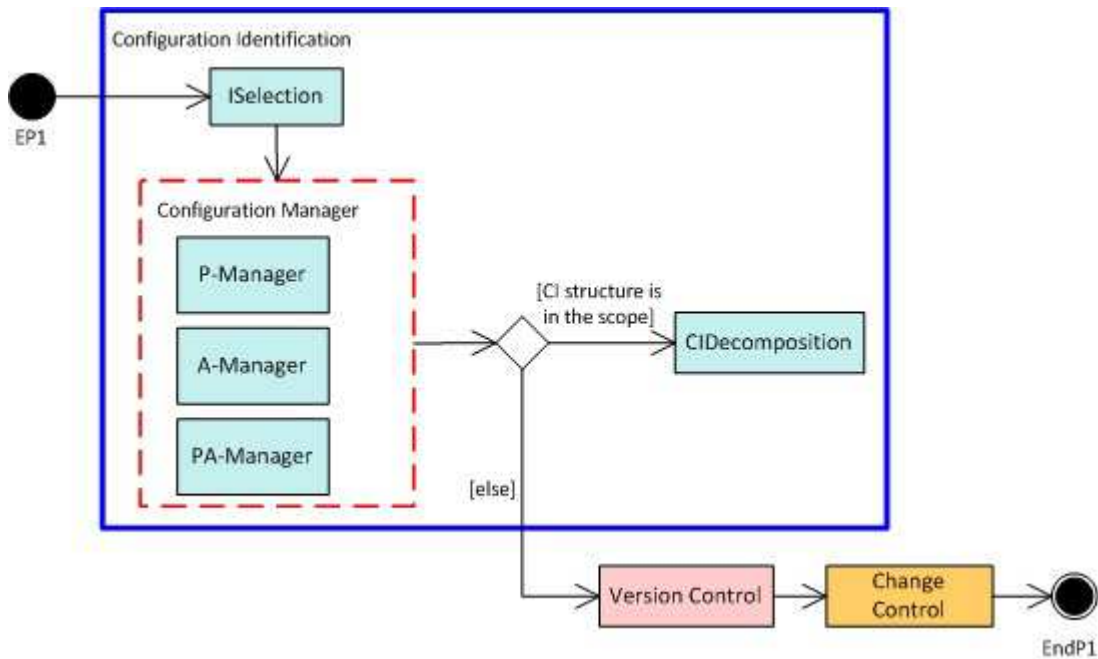 Configuration Identification
ISelection
EP1
Configuration Manager
P-Manager
[CI structure is
in the scope]
CIDecomposition
A-Manager
PA-Manager
[else]
Version Control
Change
Control
EndP1